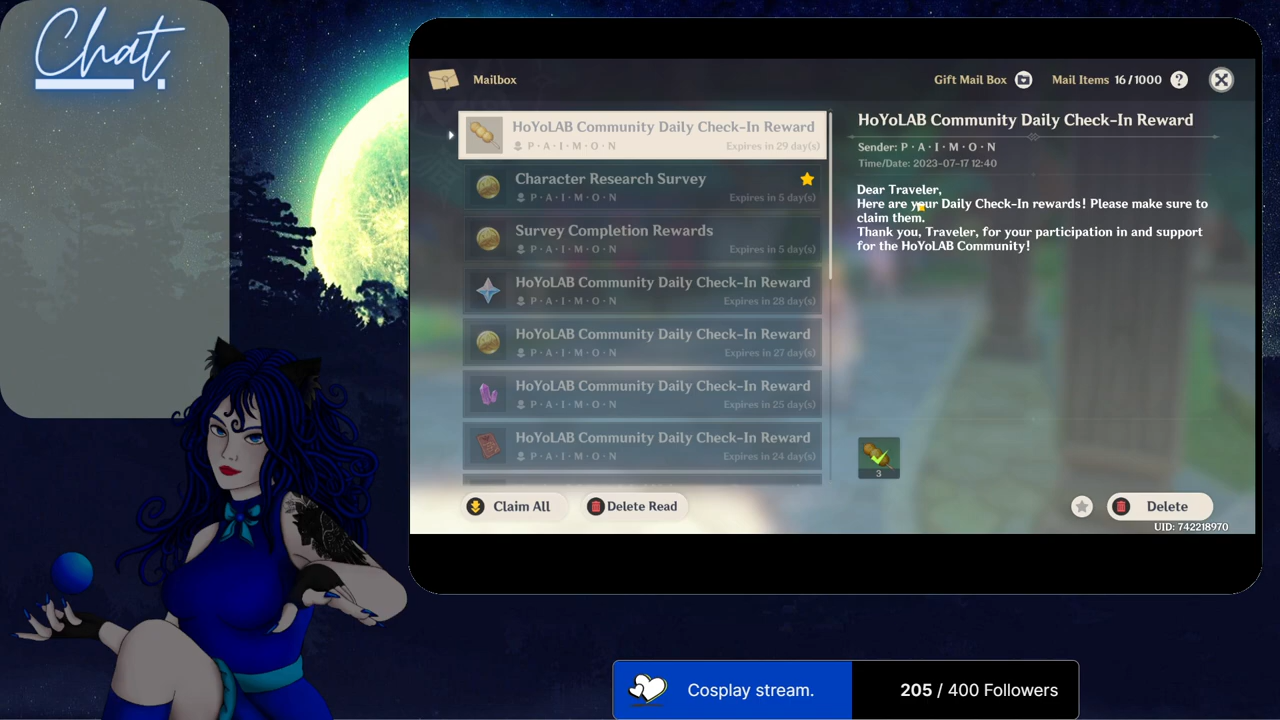 Chat
Mailbox
Gift Mail Box
Mail Items 16/1000 ?
HoYoLAB Community Daily Check-In Reward
P·A·I·M·O·N
Expires in 29 day(s)
Character Research Survey
P·A·I·M·O·N
Expires in 5 day(s)
Survey Completion Rewards
P·A·I·M·O·N
Expires in 5 day(s)
HoYoLAB Community Daily Check-In Reward
P·A·I·M·O·N
Expires in 28 day(s)
HoYoLAB Community Daily Check-In Reward
P·A·I·M·O·N
Expires in 27 day(s)
HoYoLAB Community Daily Check-In Reward
P·A·I·M·O·N
Expires in 25 day(s)
HoYoLAB Community Daily Check-In Reward
P·A·I·M·O·N
Expires in 24 day(s)
Claim All
Delete Read
HoYoLAB Community Daily Check-In Reward
Sender: P·A·I·M·O·N
Time/Date: 2023-07-17 12:40
Dear Traveler,
Here are your Daily Check-In rewards! Please make sure to
claim them.
Thank you, Traveler, for your participation in and support
for the HoYoLAB Community!
3
Delete
UID: 742218970
Cosplay stream.
205 / 400 Followers